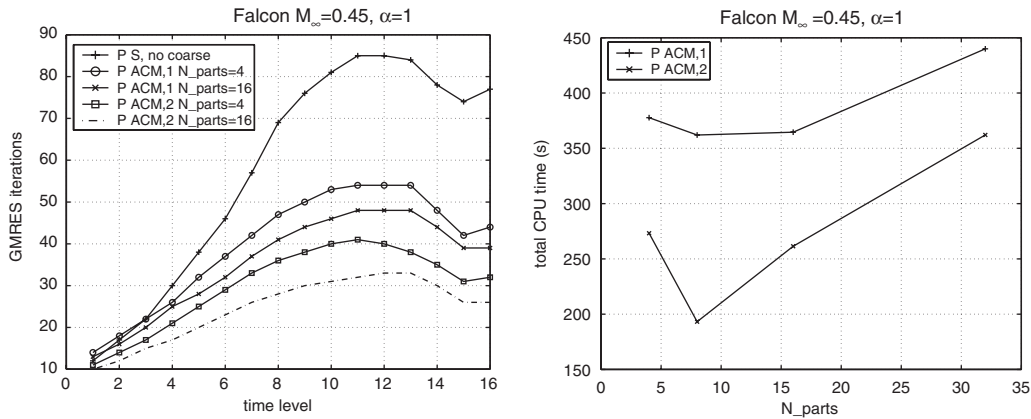 Falcon M∞=0.45, α=1
90
80
70
60
50
40
30
20
10
GMRES iterations
P S, no coarse
P ACM,1 N_parts=4
P ACM,1 N_parts=16
P ACM,2 N_parts=4
P ACM,2 N_parts=16
0 2 4 6 8 10 12 14 16
time level
Falcon M∞=0.45, α=1
450
400
350
300
250
200
150
total CPU time (s)
P ACM,1
P ACM,2
0 5 10 15 20 25 30 35
N_parts